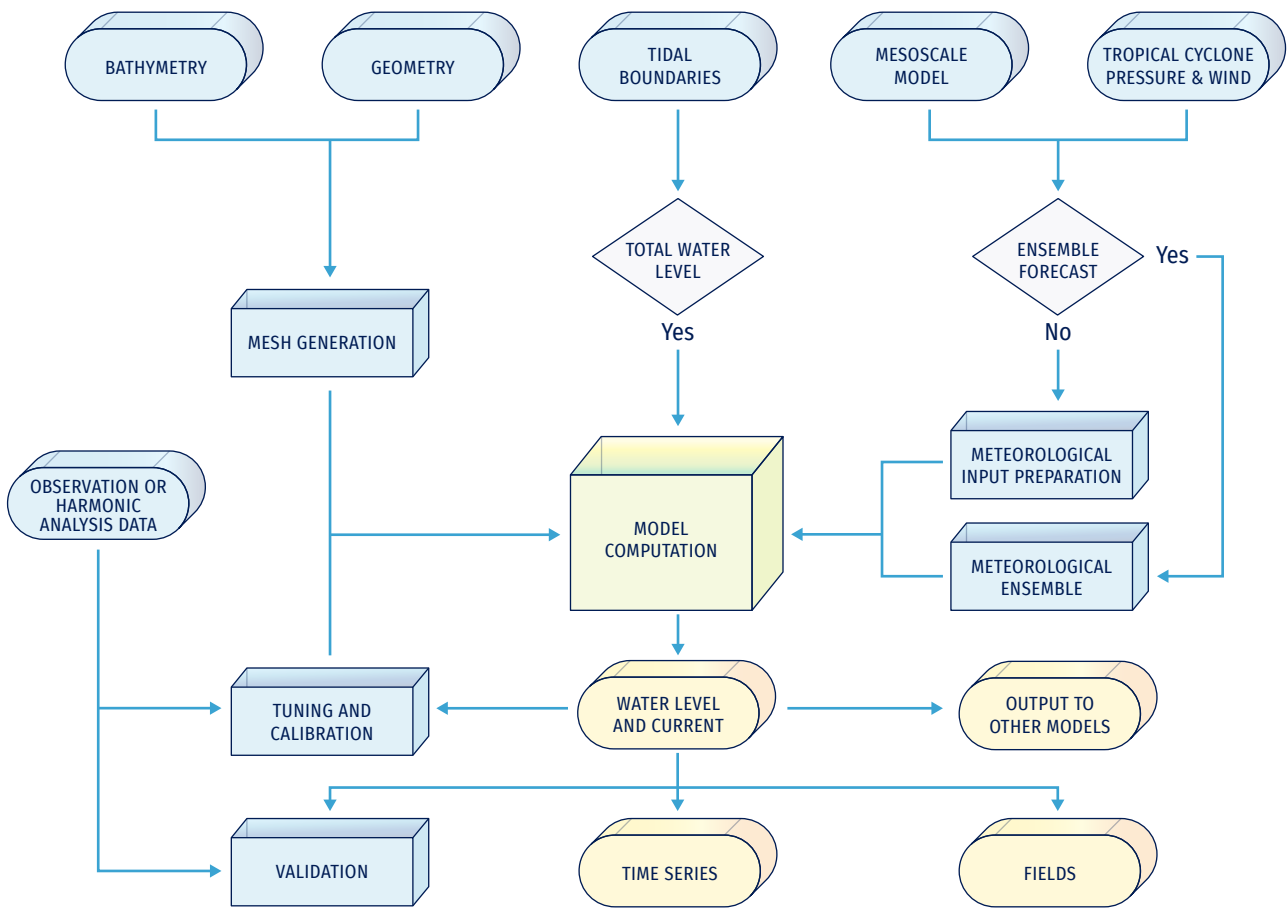 BATHYMETRY
GEOMETRY
TIDAL
BOUNDARIES
MESOSCALE
MODEL
TROPICAL CYCLONE
PRESSURE & WIND
TOTAL WATER
LEVEL
Yes
ENSEMBLE
FORECAST
Yes
No
MESH GENERATION
OBSERVATION OR
HARMONIC
ANALYSIS DATA
MODEL
COMPUTATION
METEOROLOGICAL
INPUT PREPARATION
METEOROLOGICAL
ENSEMBLE
TUNING AND
CALIBRATION
WATER LEVEL
AND CURRENT
OUTPUT TO
OTHER MODELS
VALIDATION
TIME SERIES
FIELDS